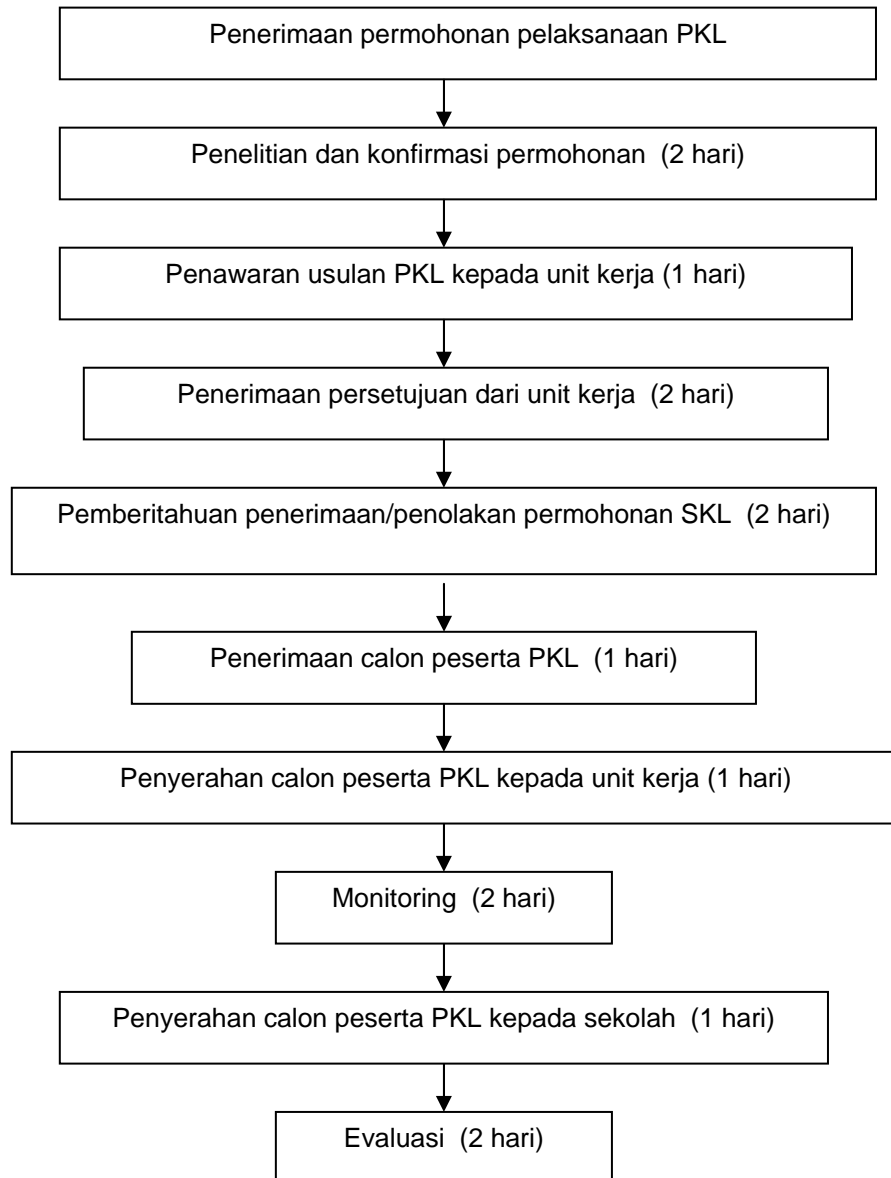 Penerimaan permohonan pelaksanaan PKL
Penelitian dan konfirmasi permohonan  (2 hari)
Penawaran usulan PKL kepada unit kerja (1 hari)
Penerimaan persetujuan dari unit kerja  (2 hari)
Pemberitahuan penerimaan/penolakan permohonan SKL  (2 hari)
Penerimaan calon peserta PKL  (1 hari)
Penyerahan calon peserta PKL kepada unit kerja (1 hari)
Monitoring  (2 hari)
Penyerahan calon peserta PKL kepada sekolah  (1 hari)
Evaluasi  (2 hari)